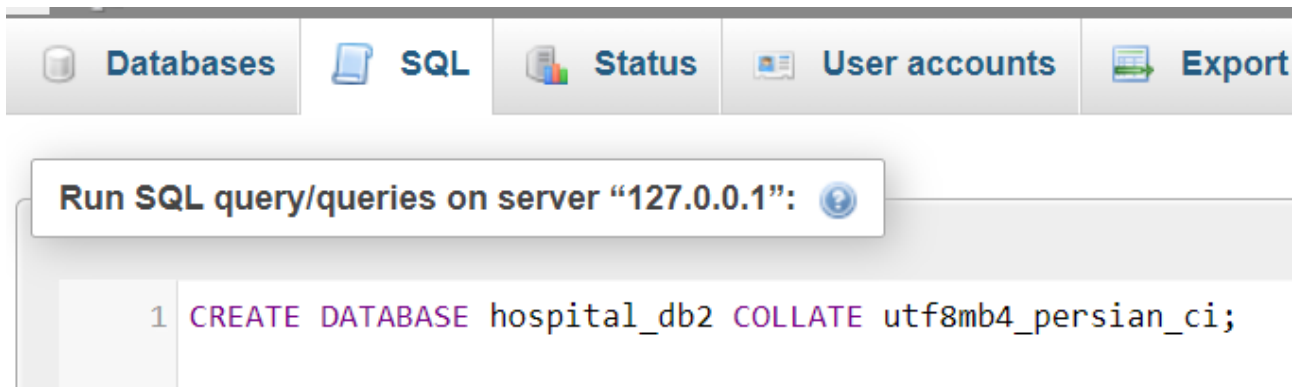 Databases SQL Status User accounts Export
Run SQL query/queries on server “127.0.0.1”:
1 CREATE DATABASE hospital_db2 COLLATE utf8mb4_persian_ci;